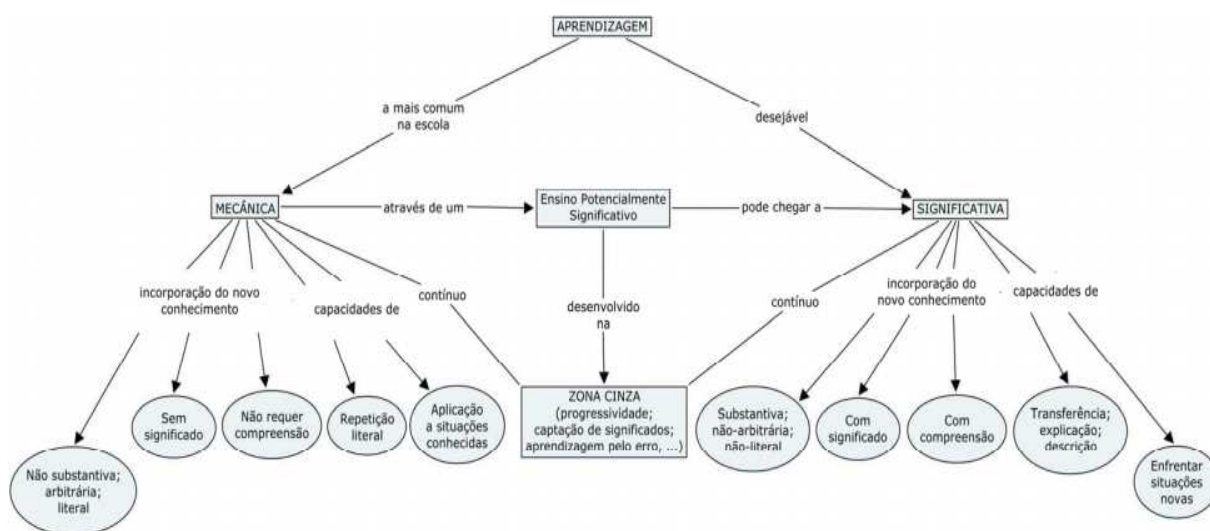 APRENDIZAGEM
a mais comum
na escola
desejável
MECÂNICA
através de um
Ensino Potencialmente
Significativo
pode chegar a
SIGNIFICATIVA
incorporação do novo
conhecimento
capacidades de
contínuo
desenvolvido
na
contínuo
incorporação do
novo conhecimento
capacidades de
Não substantiva;
arbitrária;
literal
Sem
significado
Não requer
compreensão
Repetição
literal
Aplicação
a situações
conhecidas
ZONA CINZA
(progressividade;
captação de significados;
aprendizagem pelo erro, ...)
Substantiva;
não-arbitrária;
não-literal
Com
significado
Com
compreensão
Transferência;
explicação;
descrição
Enfrentar
situações
novas